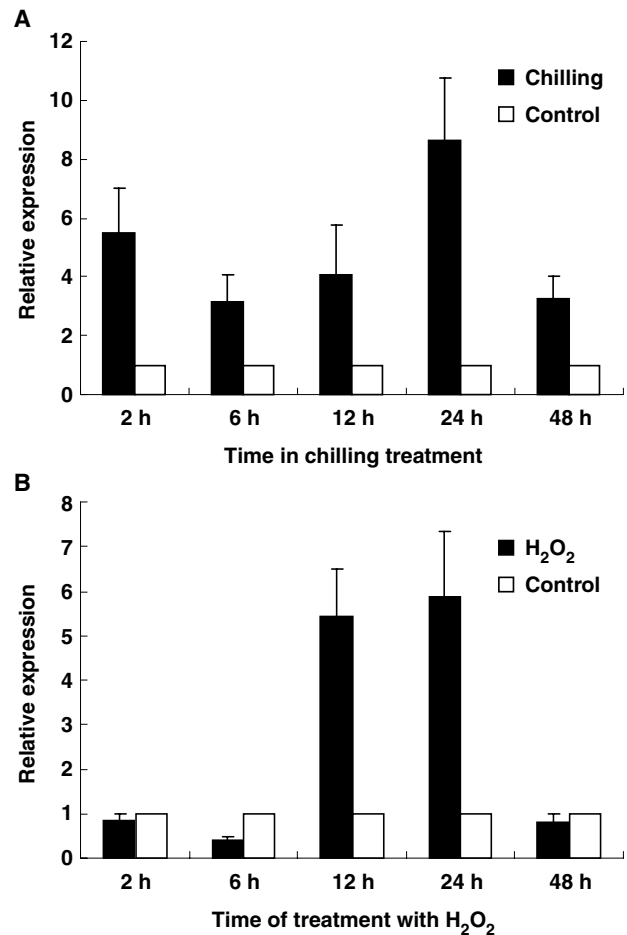 A
12
10
8
6
4
2
0
Relative expression
Chilling
Control
2 h 6 h 12 h 24 h 48 h
Time in chilling treatment
B
8
7
6
5
4
3
2
1
0
Relative expression
H₂O₂
Control
2 h 6 h 12 h 24 h 48 h
Time of treatment with H₂O₂